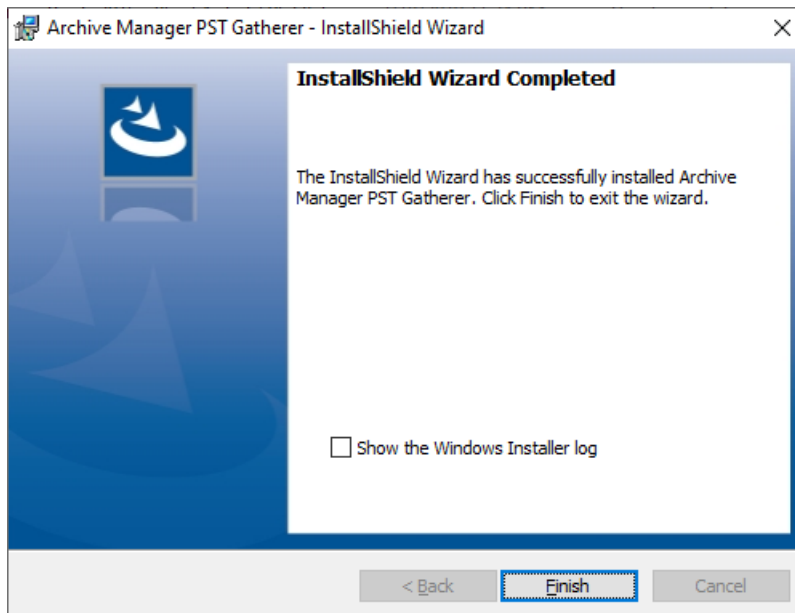 Archive Manager PST Gatherer - InstallShield Wizard
InstallShield Wizard Completed
The InstallShield Wizard has successfully installed Archive
Manager PST Gatherer. Click Finish to exit the wizard.
Show the Windows Installer log
< Back
Finish
Cancel